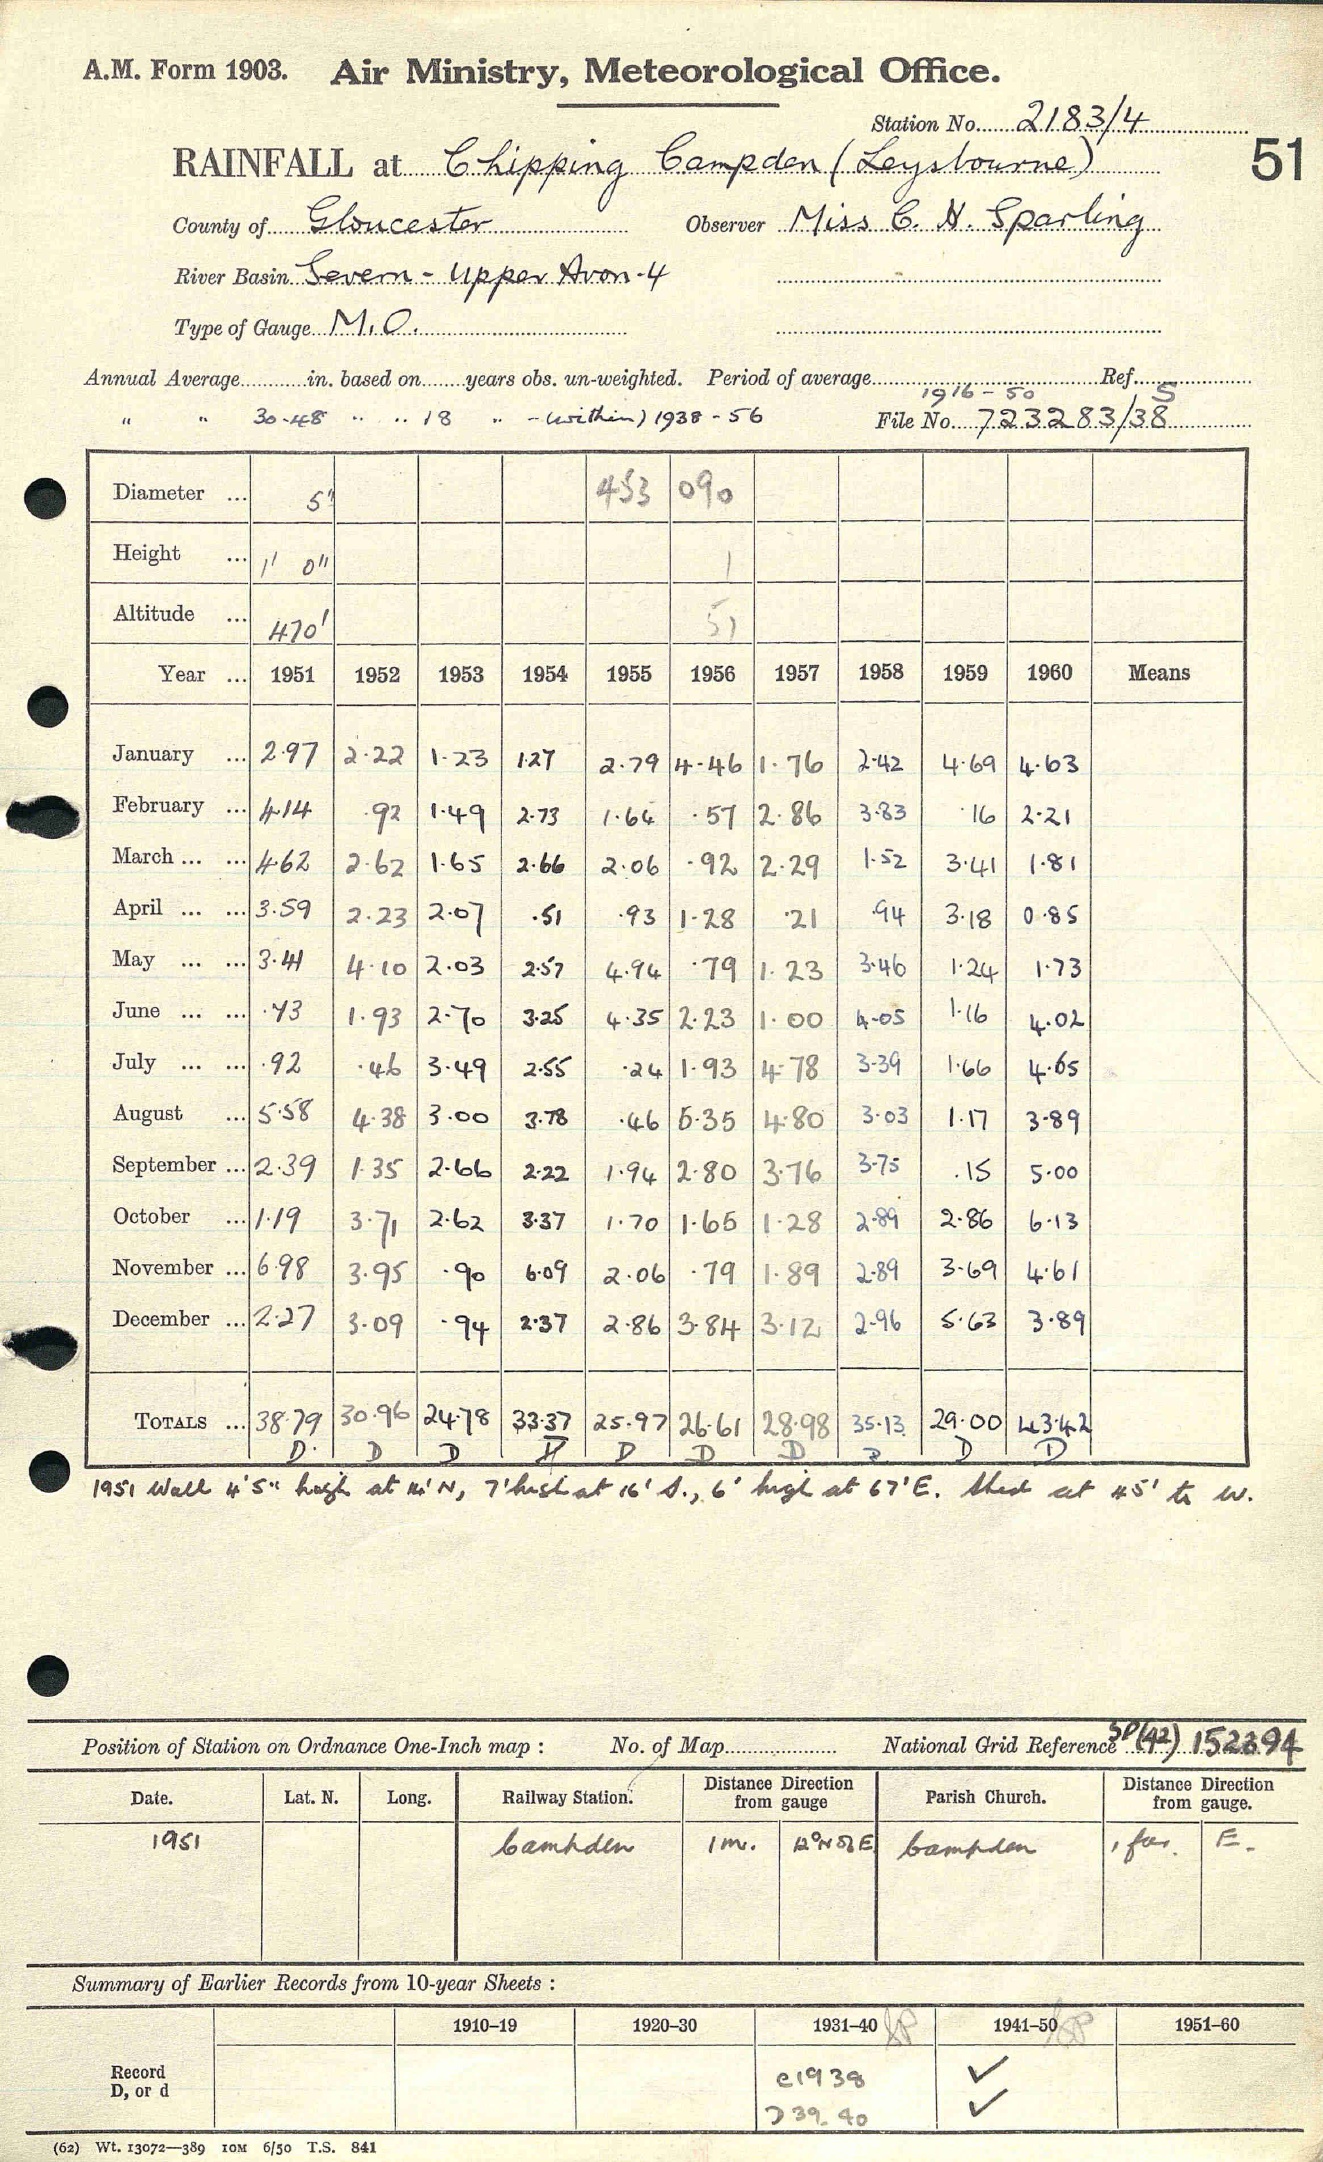 A.M. Form 1903. Air Ministry, Meteorological Office.
Station No. 2183/4
51
RAINFALL at Chipping Campden (Leysbourne)
County of Gloucester Observer Miss C. H. Sparling
River Basin Severn - Upper Avon - 4
Type of Gauge M.O.
Annual Average in. based on years obs. un-weighted. Period of average 1916-50 Ref. S
" " 30.48 " " 18 " - (within) 1938 - 56 File No. 723283/38
Diameter ... 5" 453 090
Height ... 1' 0" 1
Altitude ... 470' 51
Year ... 1951 1952 1953 1954 1955 1956 1957 1958 1959 1960 Means
January ... 2.97 2.22 1.23 1.27 2.79 4.46 1.76 2.42 4.69 4.63
February ... 4.14 .92 1.49 2.73 1.64 .57 2.86 3.83 .16 2.21
March ... ... 4.62 2.62 1.65 2.66 2.06 .92 2.29 1.52 3.41 1.81
April ... ... 3.59 2.23 2.07 .51 .93 1.28 .21 .94 3.18 0.85
May ... ... 3.41 4.10 2.03 2.57 4.94 .79 1.23 3.46 1.24 1.73
June ... ... .73 1.93 2.70 3.25 4.35 2.23 1.00 4.05 1.16 4.02
July ... ... .92 .46 3.49 2.55 .24 1.93 4.78 3.39 1.66 4.65
August ... 5.58 4.38 3.00 3.78 .46 5.35 4.80 3.03 1.17 3.89
September ... 2.39 1.35 2.66 2.22 1.94 2.80 3.76 3.75 .15 5.00
October ... 1.19 3.71 2.62 3.37 1.70 1.65 1.28 2.89 2.86 6.13
November ... 6.98 3.95 .90 6.09 2.06 .79 1.89 2.89 3.69 4.61
December ... 2.27 3.09 .94 2.37 2.86 3.84 3.12 2.96 5.63 3.89
TOTALS ... 38.79 30.96 24.78 33.37 25.97 26.61 28.98 35.13 29.00 43.42
D. D D D D D D D D D
1951 Wall 4'5" high at 14' N, 7' high at 16' S., 6' high at 67' E. Shed at 45' to W.
Position of Station on Ordnance One-Inch map : No. of Map National Grid Reference SP(42) 152394
Date. Lat. N. Long. Railway Station. Distance Direction from gauge Parish Church. Distance Direction from gauge.
1951 Campden 1 m. 12° N of E Campden 1 fur. E.
Summary of Earlier Records from 10-year Sheets :
1910–19 1920–30 1931–40 SP 1941–50 SP 1951–60
Record e1938 ✓
D, or d D 39.40 ✓
(62) Wt. 13072—389 10M 6/50 T.S. 841